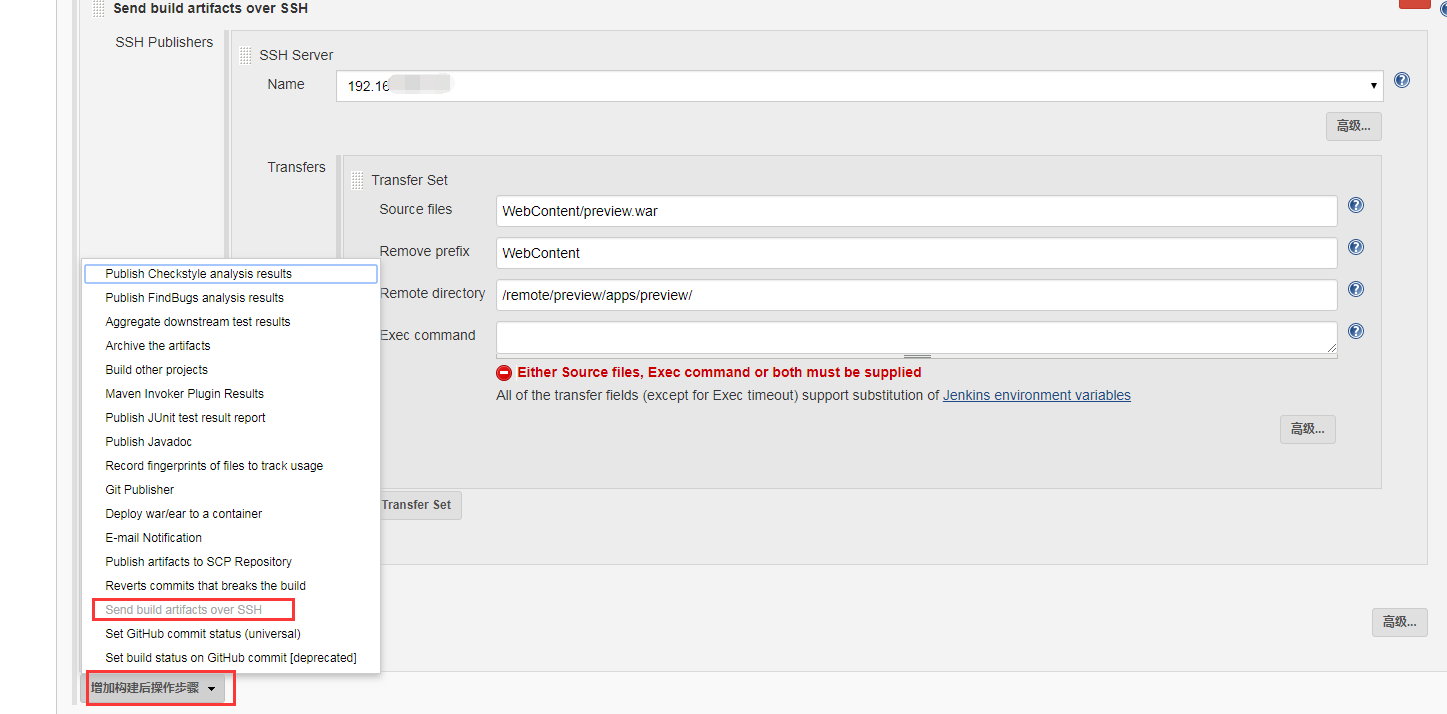 Send build artifacts over SSH
SSH Publishers
SSH Server
Name
192.16
高级...
Transfers
Transfer Set
Source files
WebContent/preview.war
Remove prefix
WebContent
Remote directory
/remote/preview/apps/preview/
Exec command
Either Source files, Exec command or both must be supplied
All of the transfer fields (except for Exec timeout) support substitution of Jenkins environment variables
高级...
Transfer Set
高级...
Publish Checkstyle analysis results
Publish FindBugs analysis results
Aggregate downstream test results
Archive the artifacts
Build other projects
Maven Invoker Plugin Results
Publish JUnit test result report
Publish Javadoc
Record fingerprints of files to track usage
Git Publisher
Deploy war/ear to a container
E-mail Notification
Publish artifacts to SCP Repository
Reverts commits that breaks the build
Send build artifacts over SSH
Set GitHub commit status (universal)
Set build status on GitHub commit [deprecated]
增加构建后操作步骤